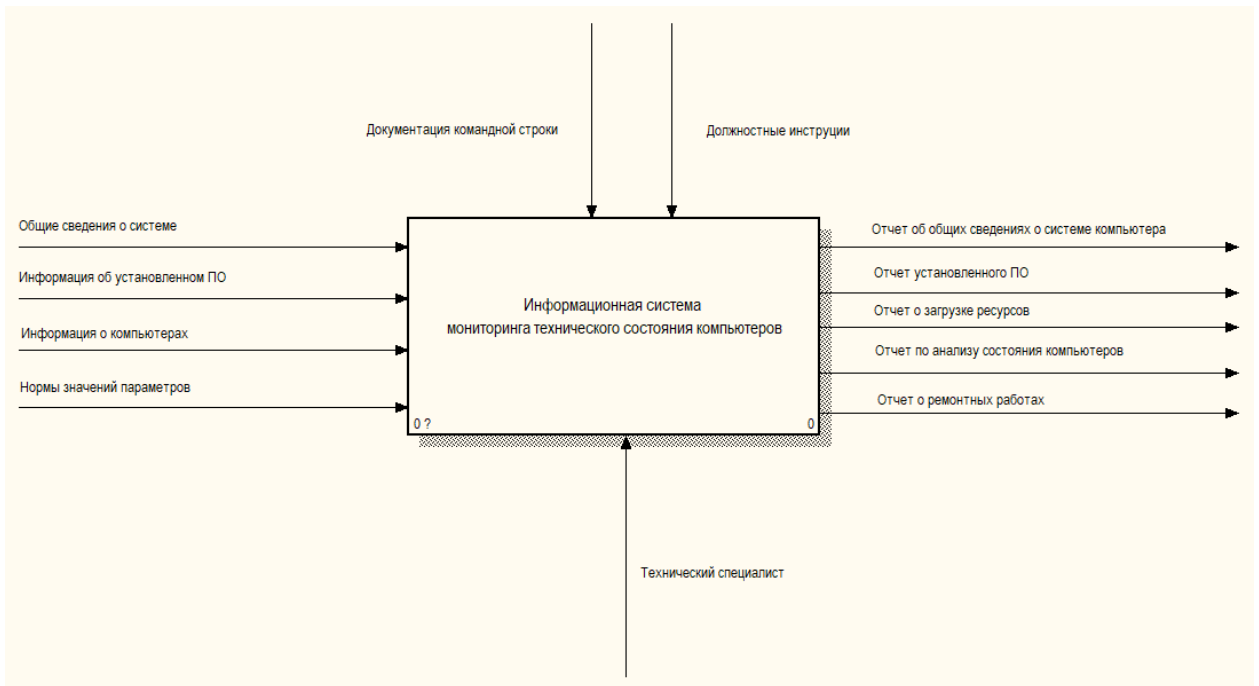 Документация командной строки
Должностные инструции
Общие сведения о системе
Информация об установленном ПО
Информация о компьютерах
Нормы значений параметров
Информационная система
мониторинга технического состояния компьютеров
0 ?
0
Отчет об общих сведениях о системе компьютера
Отчет установленного ПО
Отчет о загрузке ресурсов
Отчет по анализу состояния компьютеров
Отчет о ремонтных работах
Технический специалист